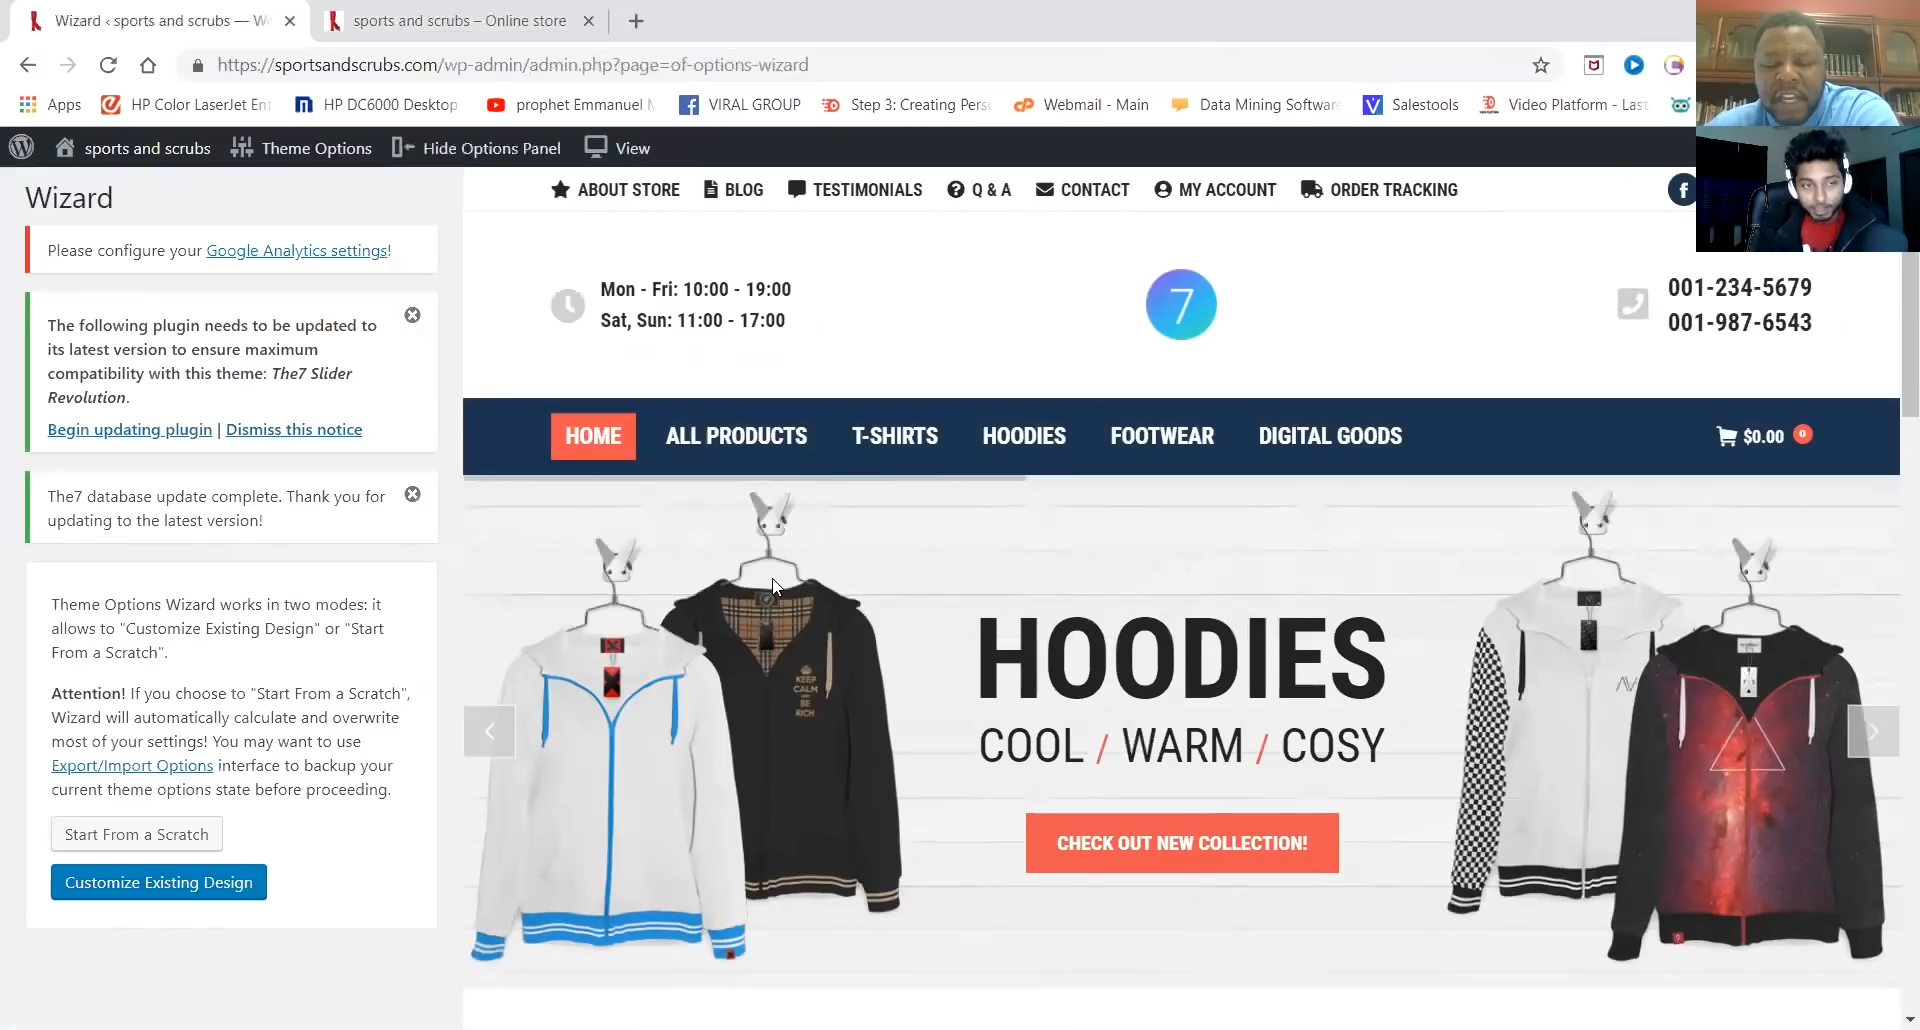 Wizard ‹ sports and scrubs — W
sports and scrubs – Online store
https://sportsandscrubs.com/wp-admin/admin.php?page=of-options-wizard
Apps
HP Color LaserJet En
HP DC6000 Desktop
prophet Emmanuel M
VIRAL GROUP
Step 3: Creating Pers
Webmail - Main
Data Mining Software
Salestools
Video Platform - Last
sports and scrubs
Theme Options
Hide Options Panel
View
Wizard
Please configure your Google Analytics settings!
The following plugin needs to be updated to
its latest version to ensure maximum
compatibility with this theme: The7 Slider
Revolution.
Begin updating plugin | Dismiss this notice
The7 database update complete. Thank you for
updating to the latest version!
Theme Options Wizard works in two modes: it
allows to "Customize Existing Design" or "Start
From a Scratch".
Attention! If you choose to "Start From a Scratch",
Wizard will automatically calculate and overwrite
most of your settings! You may want to use
Export/Import Options interface to backup your
current theme options state before proceeding.
Start From a Scratch
Customize Existing Design
ABOUT STORE
BLOG
TESTIMONIALS
Q & A
CONTACT
MY ACCOUNT
ORDER TRACKING
Mon - Fri: 10:00 - 19:00
Sat, Sun: 11:00 - 17:00
7
001-234-5679
001-987-6543
HOME
ALL PRODUCTS
T-SHIRTS
HOODIES
FOOTWEAR
DIGITAL GOODS
$0.00
0
KEEP
CALM
AND
BE
RICH
HOODIES
COOL / WARM / COSY
CHECK OUT NEW COLLECTION!